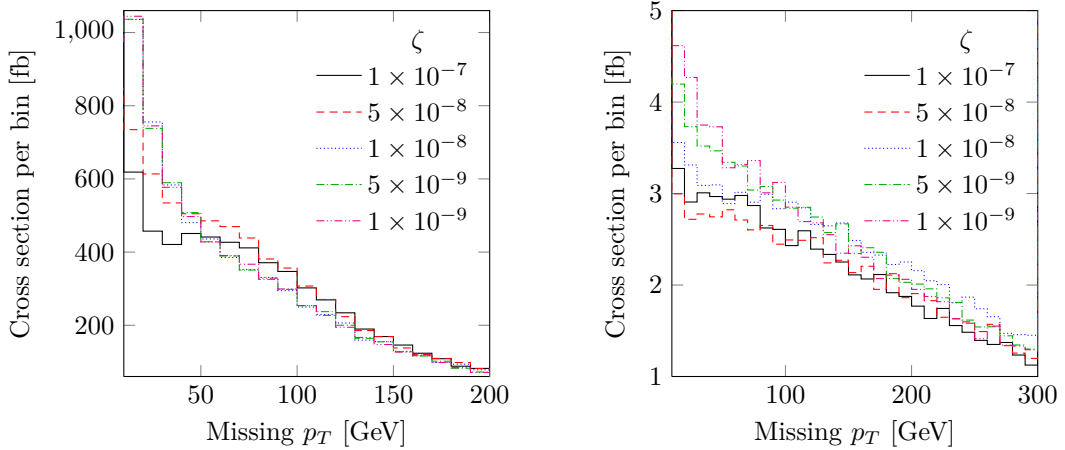 1,000
800
600
400
200
50
100
150
200
Missing p_T [GeV]
Cross section per bin [fb]
ζ
1 × 10⁻⁷
5 × 10⁻⁸
1 × 10⁻⁸
5 × 10⁻⁹
1 × 10⁻⁹
5
4
3
2
1
100
200
300
Missing p_T [GeV]
Cross section per bin [fb]
ζ
1 × 10⁻⁷
5 × 10⁻⁸
1 × 10⁻⁸
5 × 10⁻⁹
1 × 10⁻⁹